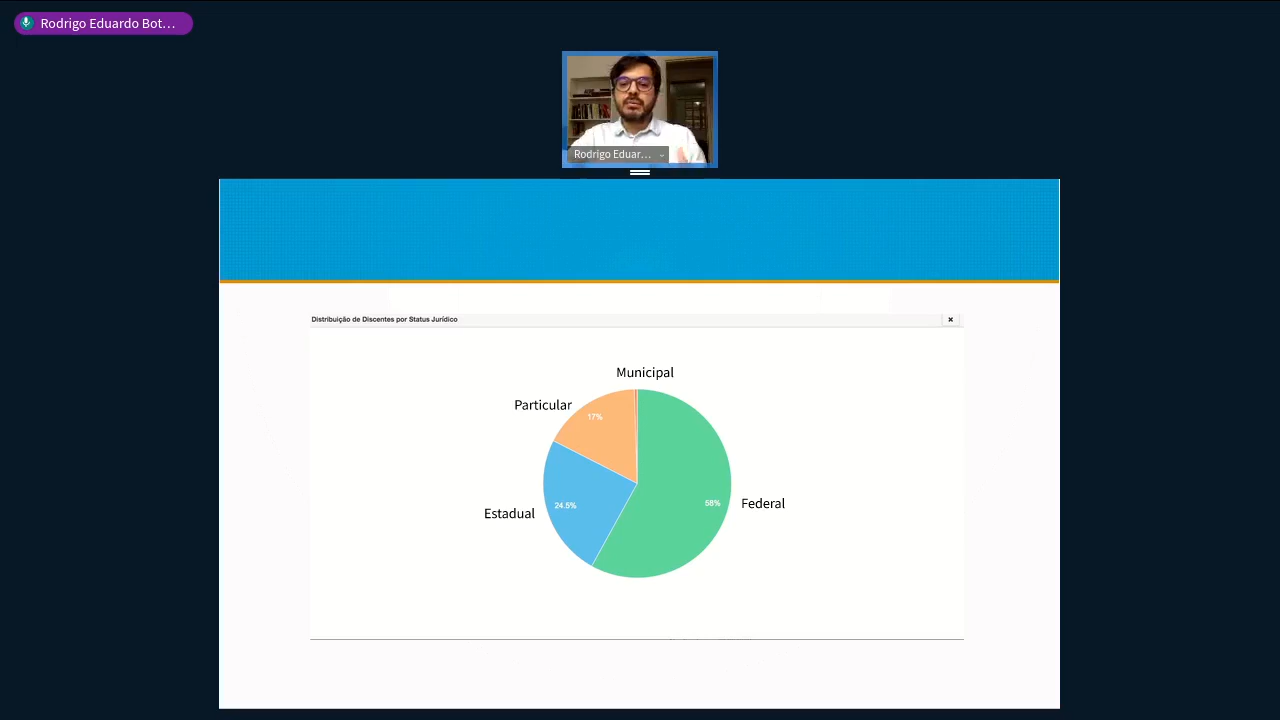 Rodrigo Eduardo Bot...
Rodrigo Eduar...
Distribuição de Discentes por Status Jurídico
Municipal
Particular
17%
Estadual
24.5%
58%
Federal